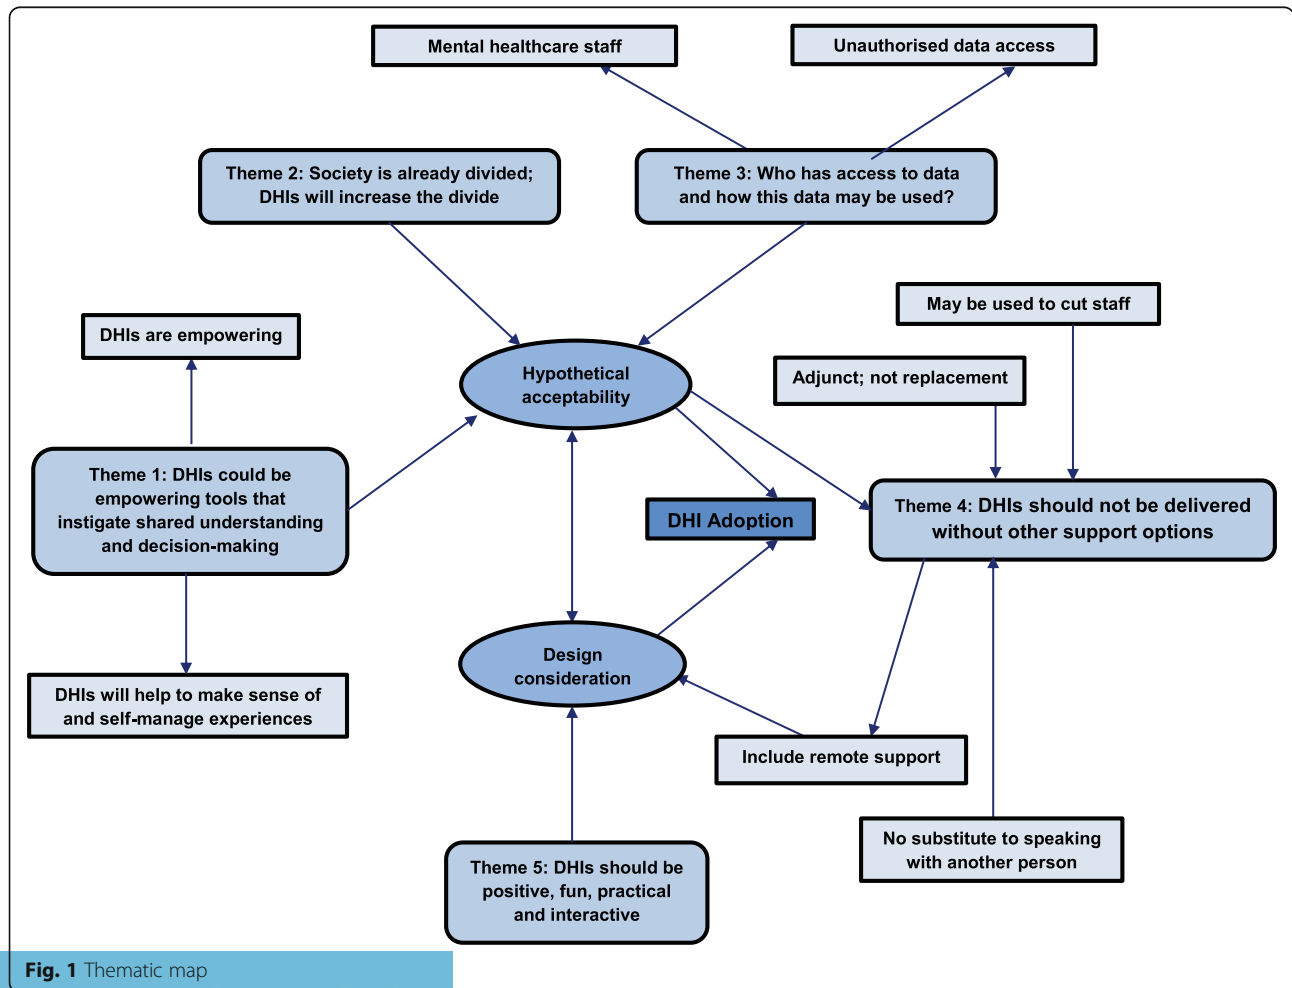 Mental healthcare staff
Unauthorised data access
Theme 2: Society is already divided;
DHIs will increase the divide
Theme 3: Who has access to data
and how this data may be used?
May be used to cut staff
DHIs are empowering
Adjunct; not replacement
Hypothetical
acceptability
Theme 1: DHIs could be
empowering tools that
instigate shared understanding
and decision-making
DHI Adoption
Theme 4: DHIs should not be delivered
without other support options
Design
consideration
DHIs will help to make sense of
and self-manage experiences
Include remote support
No substitute to speaking
with another person
Theme 5: DHIs should be
positive, fun, practical
and interactive
Fig. 1 Thematic map